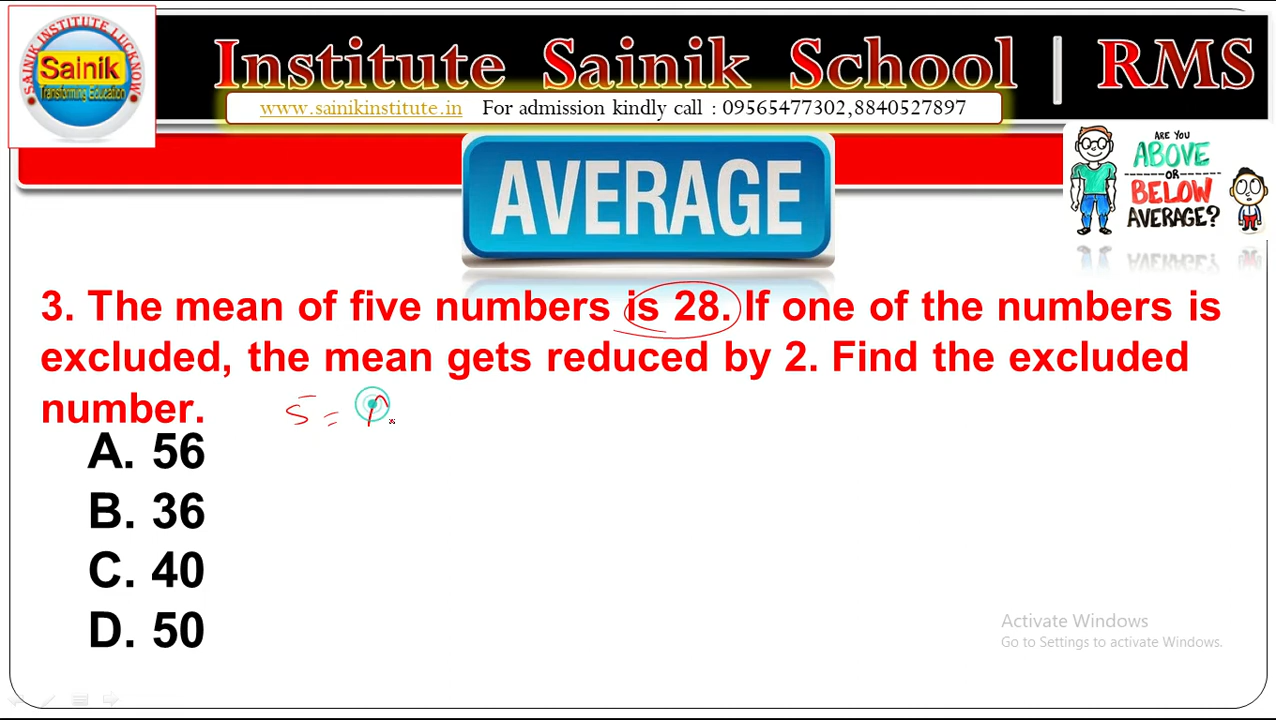 SAINIK INSTITUTE LUCKNOW
Sainik
Transforming Education
Institute Sainik School | RMS
www.sainikinstitute.in For admission kindly call : 09565477302,8840527897
AVERAGE
ARE YOU
ABOVE
OR
BELOW
AVERAGE?
3. The mean of five numbers is 28. If one of the numbers is
excluded, the mean gets reduced by 2. Find the excluded
number.
5 =
A. 56
B. 36
C. 40
D. 50
Activate Windows
Go to Settings to activate Windows.